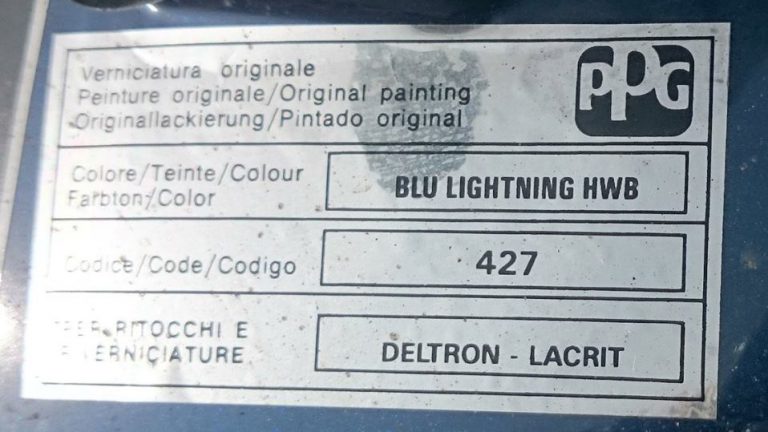 Verniciatura originale
Peinture originale/Original painting
Originallackierung/Pintado original
PPG
Colore/Teinte/Colour
Farbton/Color
BLU LIGHTNING HWB
Codice/Code/Codigo
427
PER RITOCCHI E
VERNICIATURE
DELTRON - LACRIT